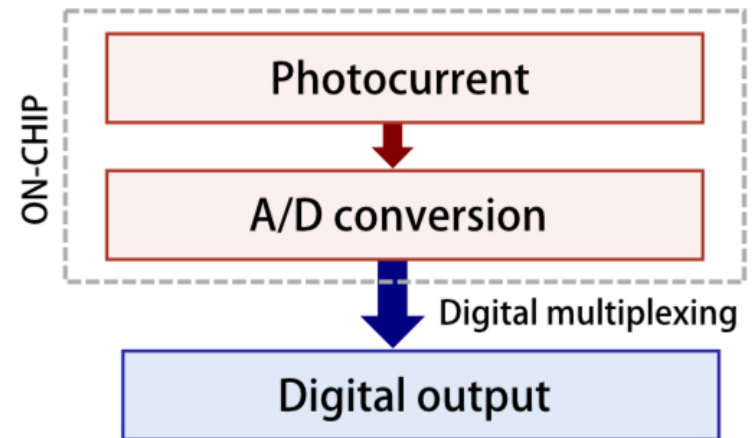 Photocurrent
ON-CHIP
A/D conversion
Digital multiplexing
Digital output